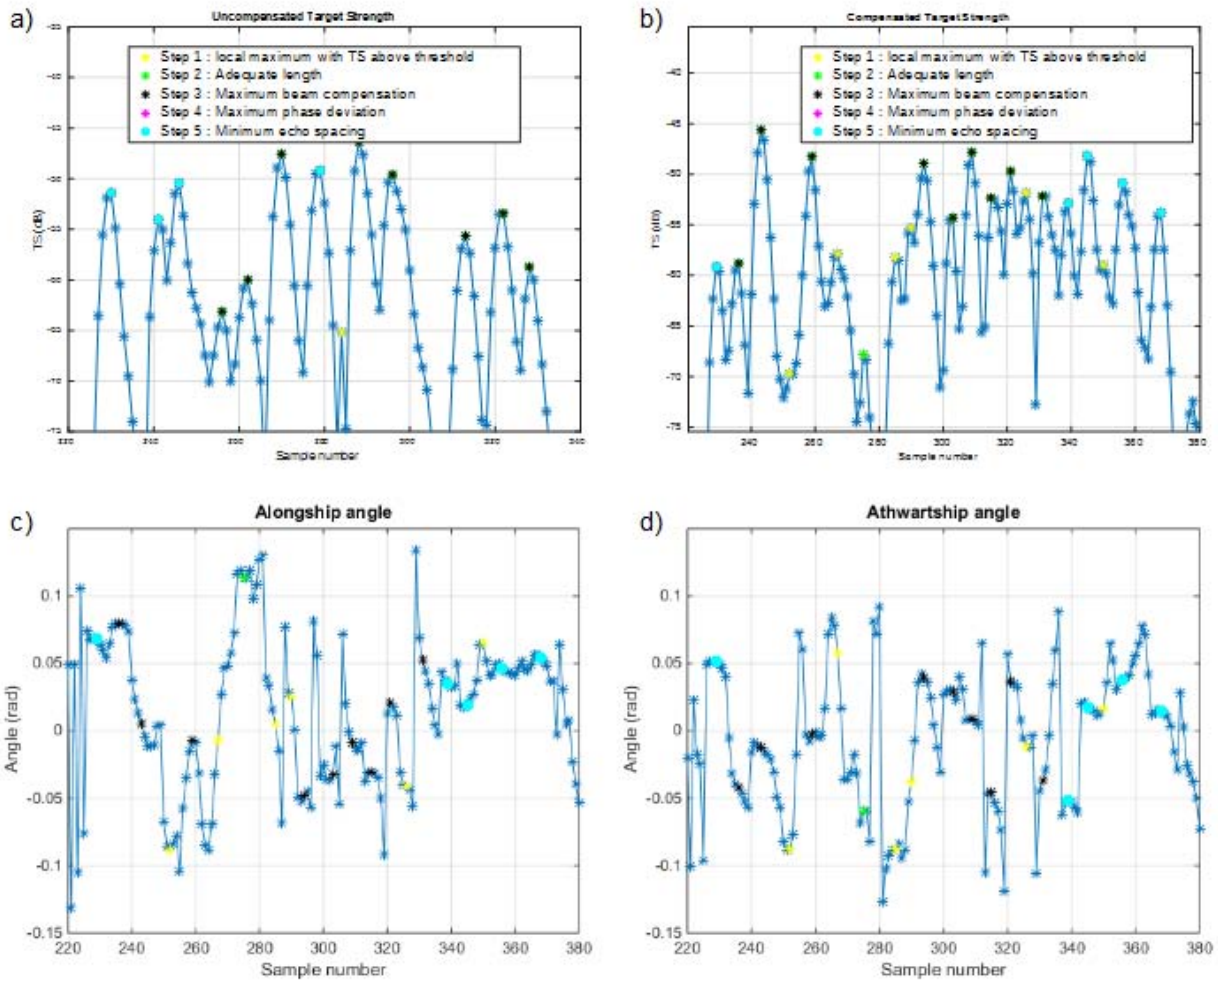 a)
Uncompensated Target Strength
Step 1 : local maximum with TS above threshold
Step 2 : Adequate length
Step 3 : Maximum beam compensation
Step 4 : Maximum phase deviation
Step 5 : Minimum echo spacing
TS (dB)
-70
Sample number
b)
Compensated Target Strength
Step 1 : local maximum with TS above threshold
Step 2 : Adequate length
Step 3 : Maximum beam compensation
Step 4 : Maximum phase deviation
Step 5 : Minimum echo spacing
TS (dB)
-40
-45
-50
-55
-60
-65
-70
-75
240 260 280 300 320 340 360 380
Sample number
c)
Alongship angle
Angle (rad)
0.1
0.05
0
-0.05
-0.1
-0.15
220 240 260 280 300 320 340 360 380
Sample number
d)
Athwartship angle
Angle (rad)
0.1
0.05
0
-0.05
-0.1
-0.15
220 240 260 280 300 320 340 360 380
Sample number